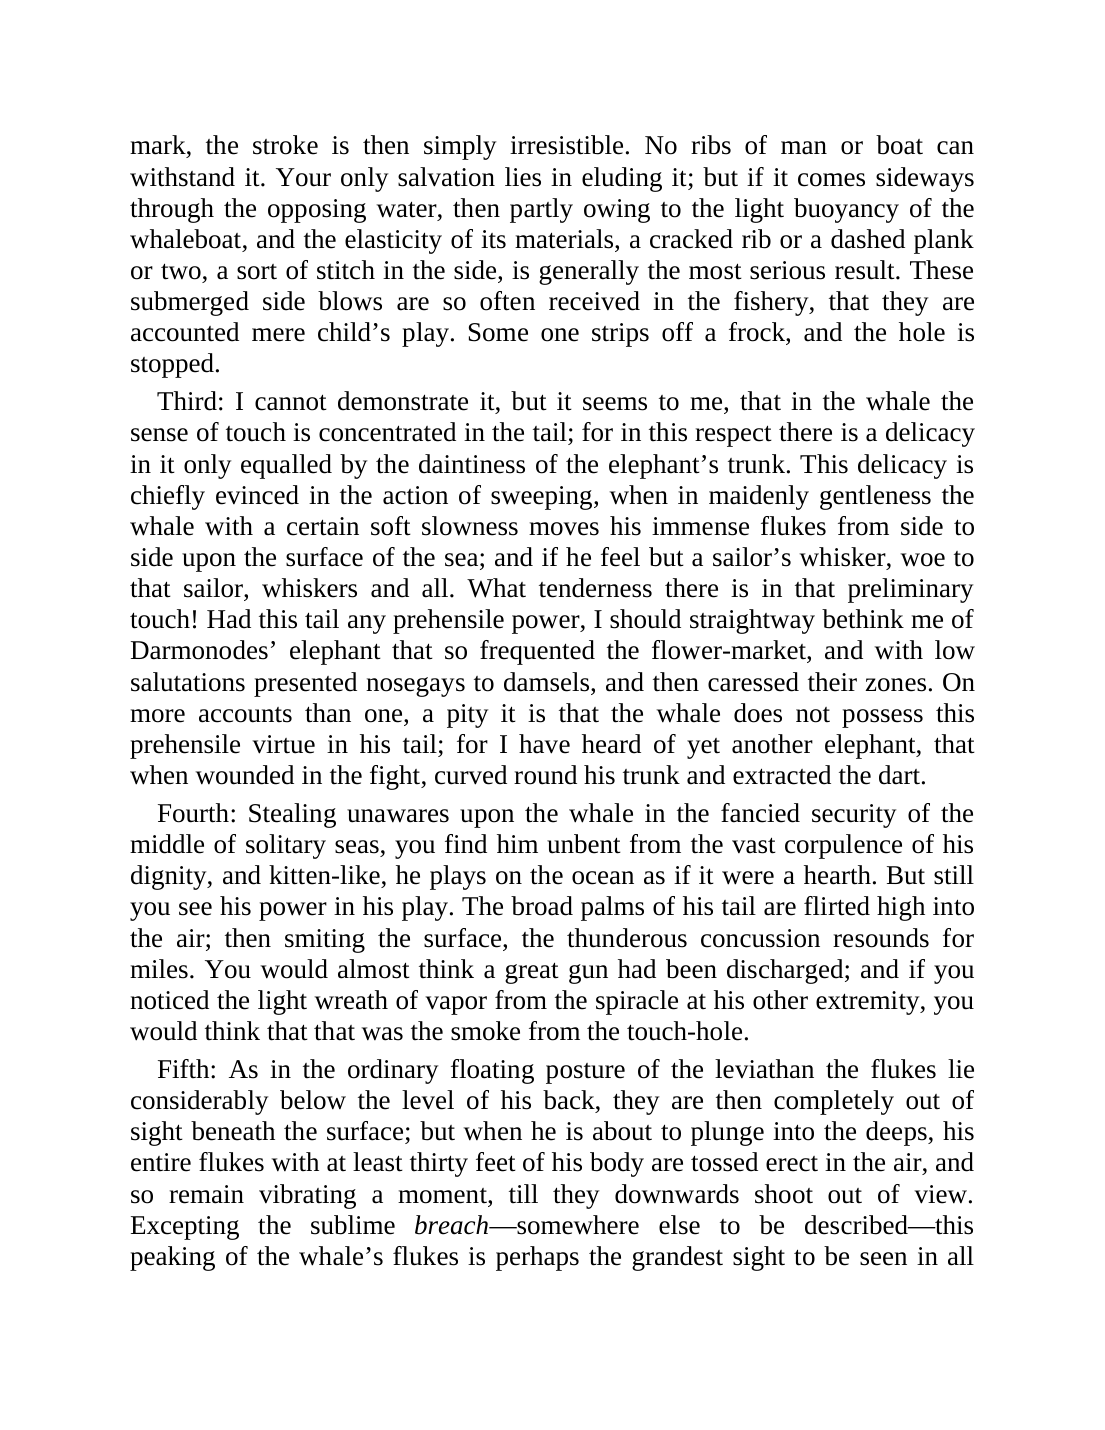 mark, the stroke is then simply irresistible. No ribs of man or boat can
withstand it. Your only salvation lies in eluding it; but if it comes sideways
through the opposing water, then partly owing to the light buoyancy of the
whaleboat, and the elasticity of its materials, a cracked rib or a dashed plank
or two, a sort of stitch in the side, is generally the most serious result. These
submerged side blows are so often received in the fishery, that they are
accounted mere child’s play. Some one strips off a frock, and the hole is
stopped.
Third: I cannot demonstrate it, but it seems to me, that in the whale the
sense of touch is concentrated in the tail; for in this respect there is a delicacy
in it only equalled by the daintiness of the elephant’s trunk. This delicacy is
chiefly evinced in the action of sweeping, when in maidenly gentleness the
whale with a certain soft slowness moves his immense flukes from side to
side upon the surface of the sea; and if he feel but a sailor’s whisker, woe to
that sailor, whiskers and all. What tenderness there is in that preliminary
touch! Had this tail any prehensile power, I should straightway bethink me of
Darmonodes’ elephant that so frequented the flower-market, and with low
salutations presented nosegays to damsels, and then caressed their zones. On
more accounts than one, a pity it is that the whale does not possess this
prehensile virtue in his tail; for I have heard of yet another elephant, that
when wounded in the fight, curved round his trunk and extracted the dart.
Fourth: Stealing unawares upon the whale in the fancied security of the
middle of solitary seas, you find him unbent from the vast corpulence of his
dignity, and kitten-like, he plays on the ocean as if it were a hearth. But still
you see his power in his play. The broad palms of his tail are flirted high into
the air; then smiting the surface, the thunderous concussion resounds for
miles. You would almost think a great gun had been discharged; and if you
noticed the light wreath of vapor from the spiracle at his other extremity, you
would think that that was the smoke from the touch-hole.
Fifth: As in the ordinary floating posture of the leviathan the flukes lie
considerably below the level of his back, they are then completely out of
sight beneath the surface; but when he is about to plunge into the deeps, his
entire flukes with at least thirty feet of his body are tossed erect in the air, and
so remain vibrating a moment, till they downwards shoot out of view.
Excepting the sublime breach—somewhere else to be described—this
peaking of the whale’s flukes is perhaps the grandest sight to be seen in all